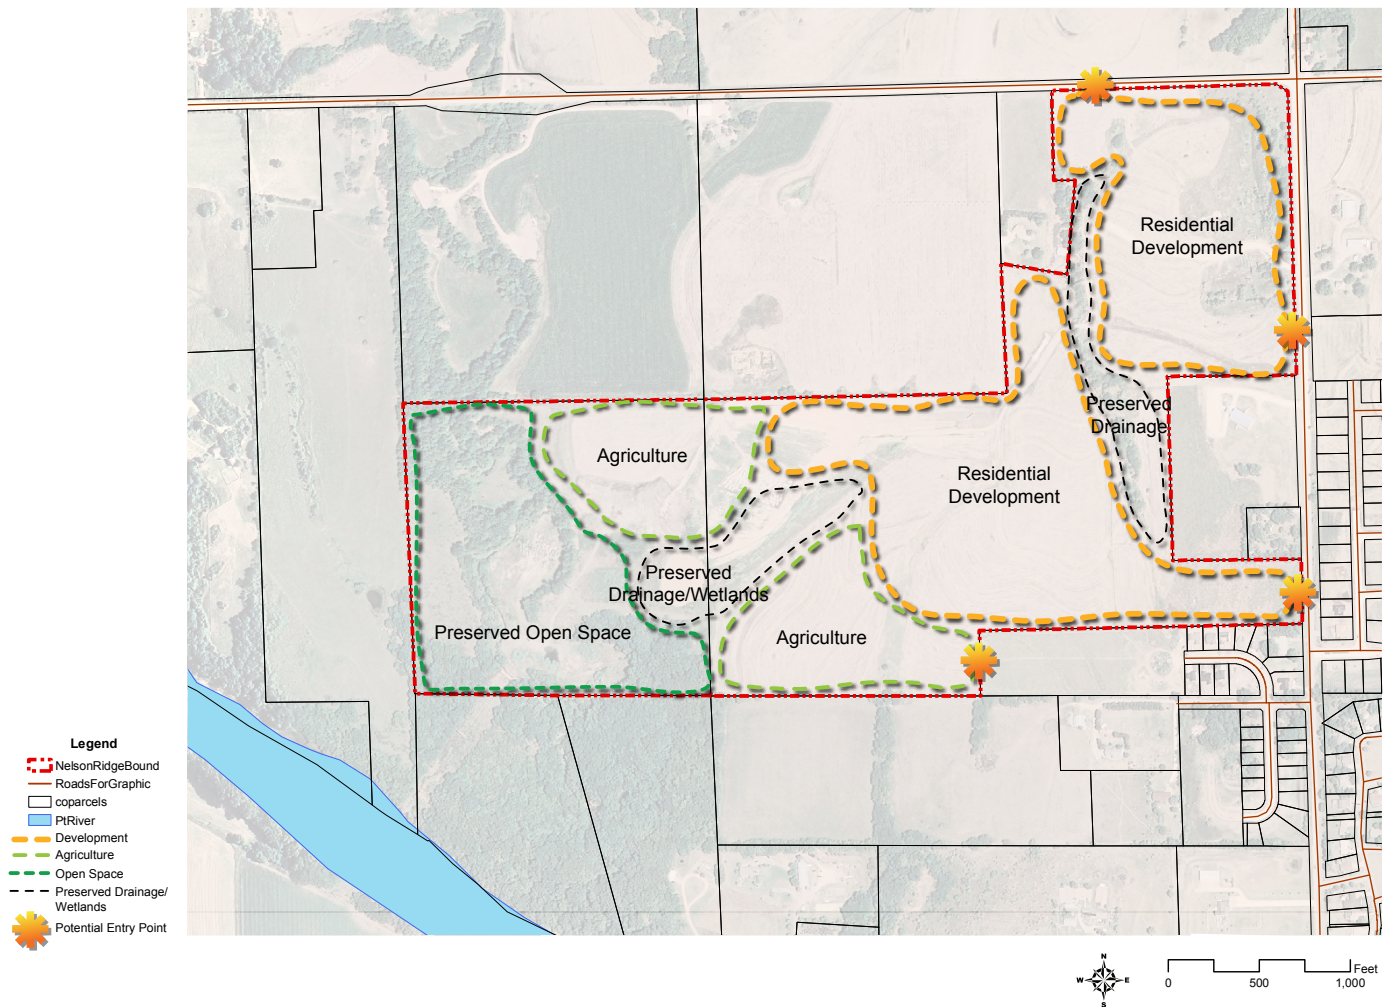 Residential
Development
Preserved
Drainage
Agriculture
Residential
Development
Preserved
Drainage/Wetlands
Preserved Open Space
Agriculture
Legend
NelsonRidgeBound
RoadsForGraphic
coparcels
PtRiver
Development
Agriculture
Open Space
Preserved Drainage/
Wetlands
Potential Entry Point
N
W E
S
Feet
0 500 1,000